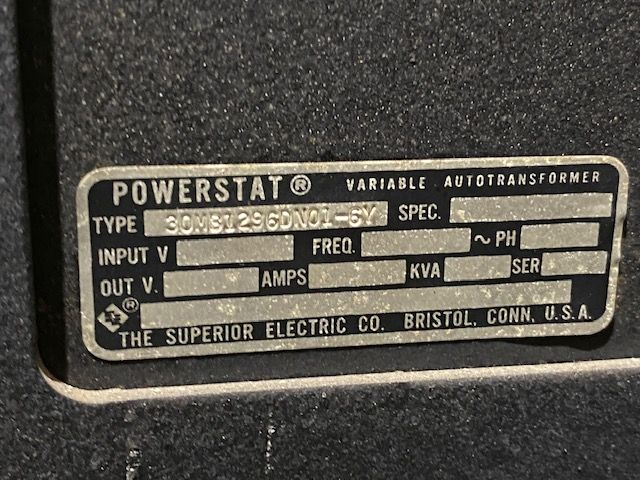 POWERSTAT® VARIABLE AUTOTRANSFORMER
TYPE 30MB1296DN01-6Y SPEC.
INPUT V FREQ. ~ PH
OUT V. AMPS KVA SER
®
THE SUPERIOR ELECTRIC CO. BRISTOL, CONN. U.S.A.